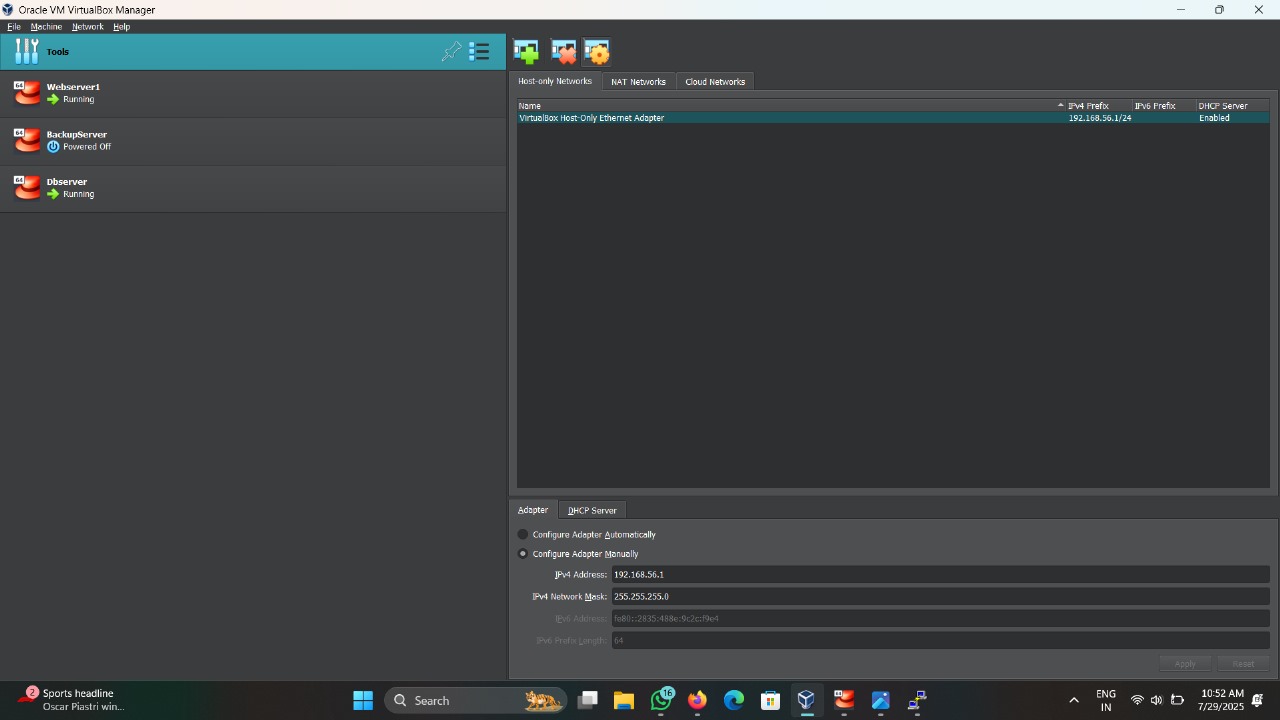 Oracle VM VirtualBox Manager
File Machine Network Help
Tools
64 Webserver1
Running
64 BackupServer
Powered Off
64 Dbserver
Running
Host-only Networks NAT Networks Cloud Networks
Name IPv4 Prefix IPv6 Prefix DHCP Server
VirtualBox Host-Only Ethernet Adapter 192.168.56.1/24 Enabled
Adapter DHCP Server
Configure Adapter Automatically
Configure Adapter Manually
IPv4 Address: 192.168.56.1
IPv4 Network Mask: 255.255.255.0
IPv6 Address: fe80::2835:488e:9c2c:f9e4
IPv6 Prefix Length: 64
Apply Reset
2 Sports headline
Oscar Piastri win...
Search
16
ENG
IN
10:52 AM
7/29/2025